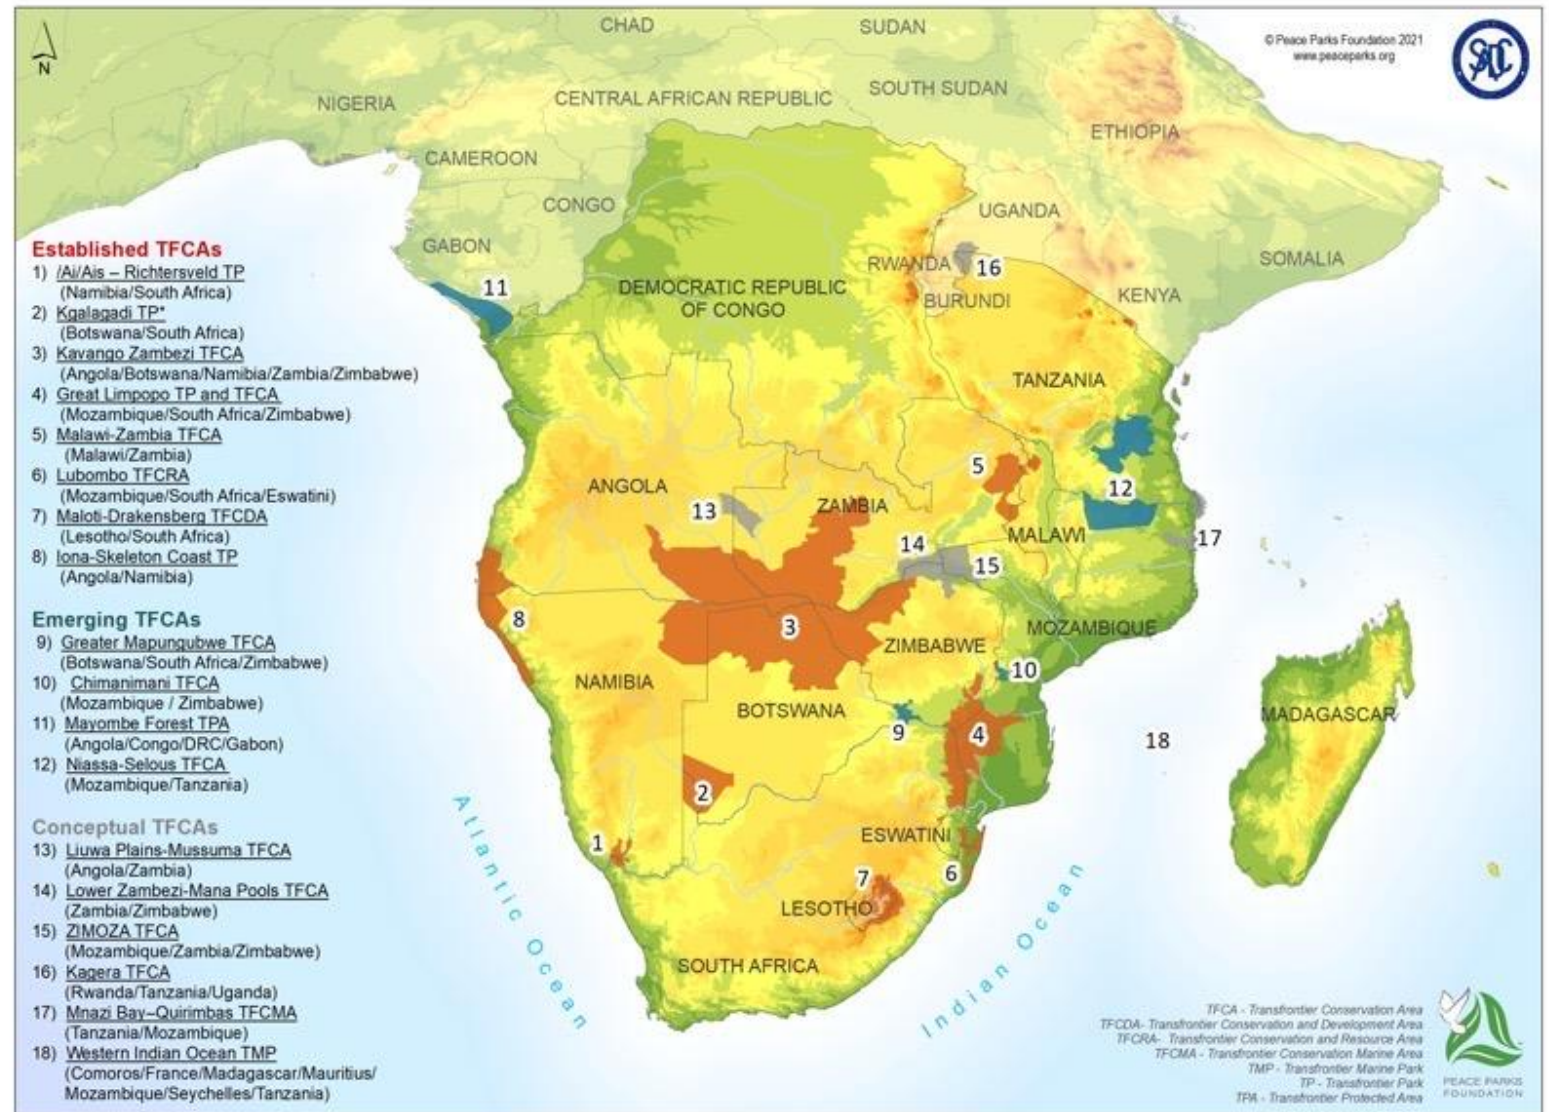 © Peace Parks Foundation 2021
www.peaceparks.org
SADC
N
CHAD
SUDAN
NIGERIA
CENTRAL AFRICAN REPUBLIC
SOUTH SUDAN
ETHIOPIA
CAMEROON
CONGO
UGANDA
GABON
RWANDA
16
SOMALIA
11
DEMOCRATIC REPUBLIC
OF CONGO
BURUNDI
KENYA
TANZANIA
5
ANGOLA
12
13
ZAMBIA
14
MALAWI
17
15
8
3
MOZAMBIQUE
ZIMBABWE
10
NAMIBIA
BOTSWANA
MADAGASCAR
9
4
18
2
1
ESWATINI
7
6
LESOTHO
SOUTH AFRICA
Atlantic Ocean
Indian Ocean
Established TFCAs
1) /Ai/Ais – Richtersveld TP
(Namibia/South Africa)
2) Kgalagadi TP*
(Botswana/South Africa)
3) Kavango Zambezi TFCA
(Angola/Botswana/Namibia/Zambia/Zimbabwe)
4) Great Limpopo TP and TFCA
(Mozambique/South Africa/Zimbabwe)
5) Malawi-Zambia TFCA
(Malawi/Zambia)
6) Lubombo TFCRA
(Mozambique/South Africa/Eswatini)
7) Maloti-Drakensberg TFCDA
(Lesotho/South Africa)
8) Iona-Skeleton Coast TP
(Angola/Namibia)
Emerging TFCAs
9) Greater Mapungubwe TFCA
(Botswana/South Africa/Zimbabwe)
10) Chimanimani TFCA
(Mozambique / Zimbabwe)
11) Mayombe Forest TPA
(Angola/Congo/DRC/Gabon)
12) Niassa-Selous TFCA
(Mozambique/Tanzania)
Conceptual TFCAs
13) Liuwa Plains-Mussuma TFCA
(Angola/Zambia)
14) Lower Zambezi-Mana Pools TFCA
(Zambia/Zimbabwe)
15) ZIMOZA TFCA
(Mozambique/Zambia/Zimbabwe)
16) Kagera TFCA
(Rwanda/Tanzania/Uganda)
17) Mnazi Bay–Quirimbas TFCMA
(Tanzania/Mozambique)
18) Western Indian Ocean TMP
(Comoros/France/Madagascar/Mauritius/
Mozambique/Seychelles/Tanzania)
TFCA - Transfrontier Conservation Area
TFCDA- Transfrontier Conservation and Development Area
TFCRA- Transfrontier Conservation and Resource Area
TFCMA - Transfrontier Conservation Marine Area
TMP - Transfrontier Marine Park
TP - Transfrontier Park
TPA - Transfrontier Protected Area
PEACE PARKS
FOUNDATION